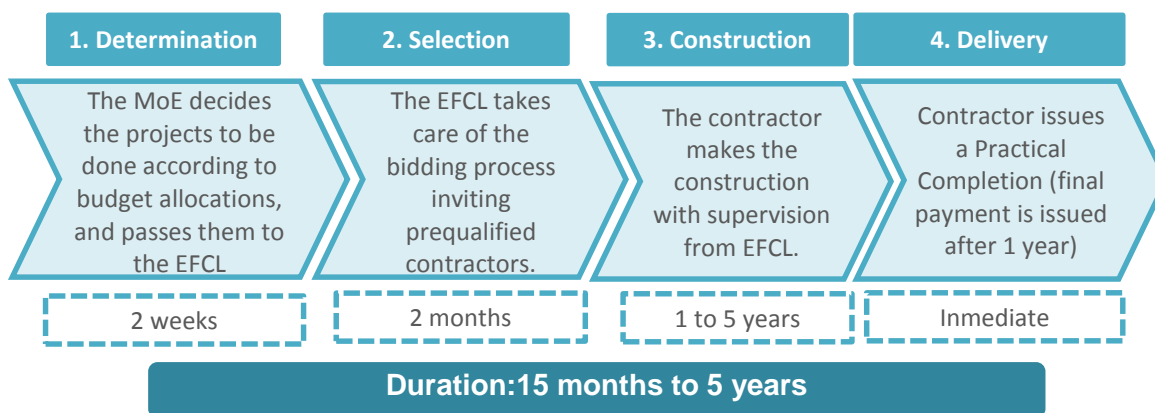 1. Determination
The MoE decides
the projects to be
done according to
budget allocations,
and passes them to
the EFCL
2 weeks
2. Selection
The EFCL takes
care of the
bidding process
inviting
prequalified
contractors.
2 months
3. Construction
The contractor
makes the
construction
with supervision
from EFCL.
1 to 5 years
4. Delivery
Contractor issues
a Practical
Completion (final
payment is issued
after 1 year)
Inmediate
Duration:15 months to 5 years